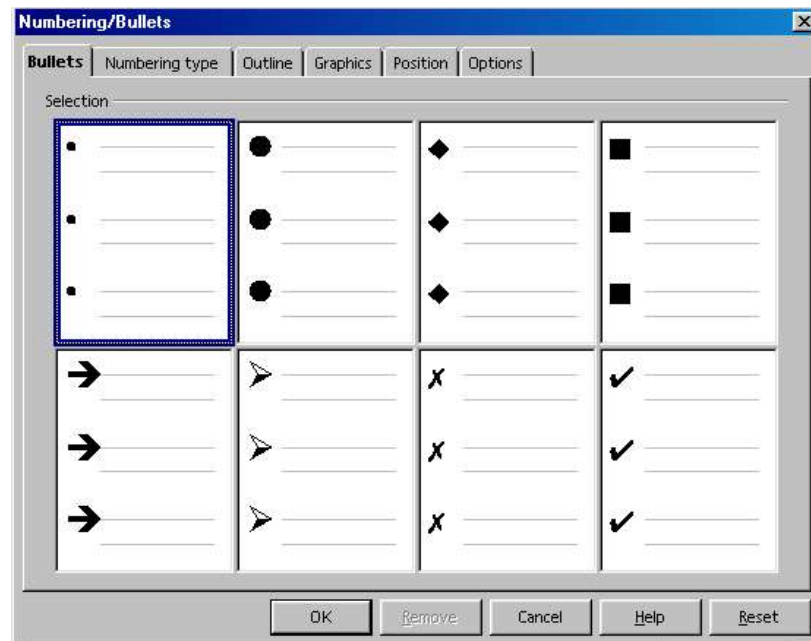 Numbering/Bullets
Bullets Numbering type Outline Graphics Position Options
Selection
OK Remove Cancel Help Reset